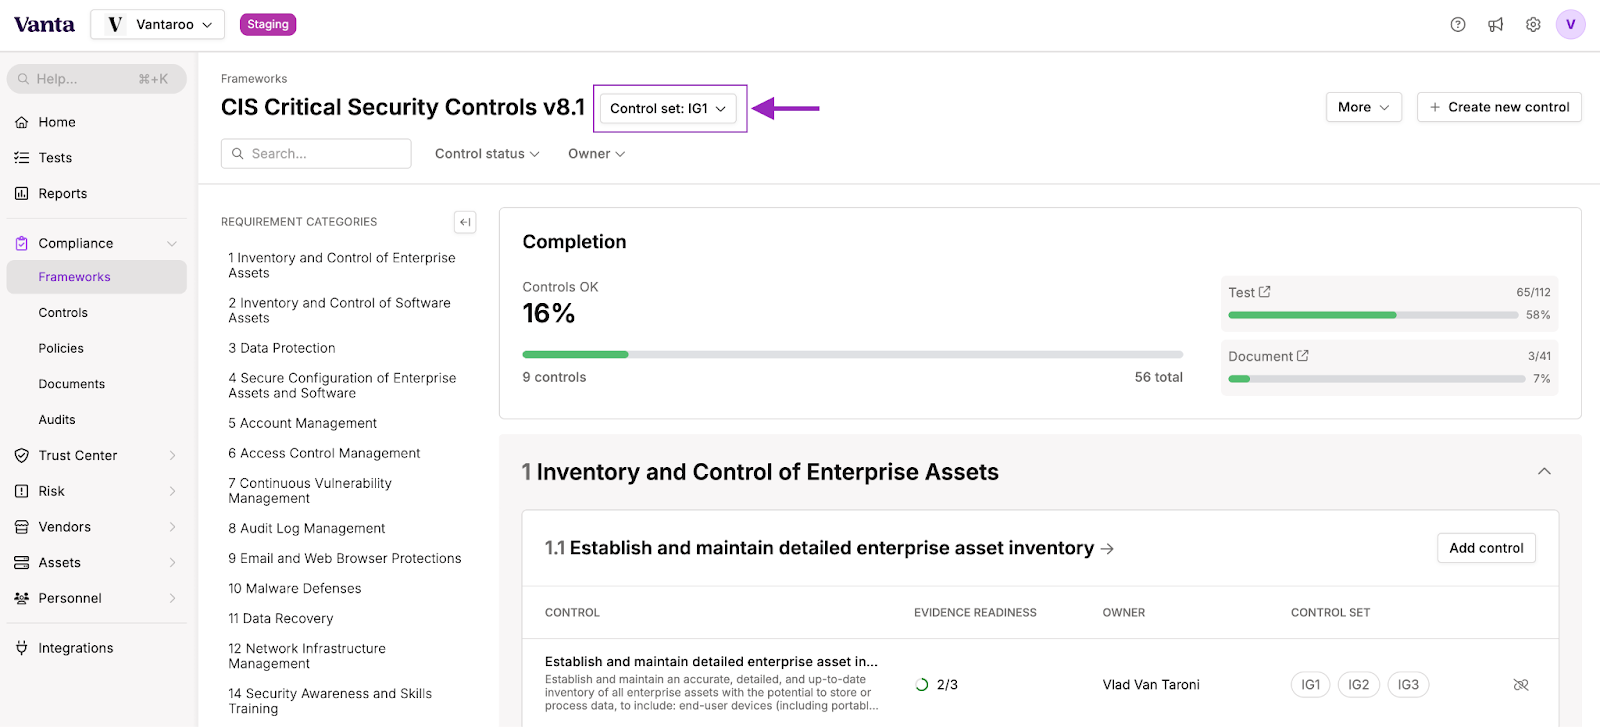 Vanta
V Vantaroo
Staging
V
Help... ⌘+K
Home
Tests
Reports
Compliance
Frameworks
Controls
Policies
Documents
Audits
Trust Center
Risk
Vendors
Assets
Personnel
Integrations
Frameworks
CIS Critical Security Controls v8.1
Control set: IG1
More
+ Create new control
Search...
Control status
Owner
REQUIREMENT CATEGORIES
1 Inventory and Control of Enterprise
Assets
2 Inventory and Control of Software
Assets
3 Data Protection
4 Secure Configuration of Enterprise
Assets and Software
5 Account Management
6 Access Control Management
7 Continuous Vulnerability
Management
8 Audit Log Management
9 Email and Web Browser Protections
10 Malware Defenses
11 Data Recovery
12 Network Infrastructure
Management
14 Security Awareness and Skills
Training
Completion
Controls OK
16%
9 controls
56 total
Test 65/112
58%
Document 3/41
7%
1 Inventory and Control of Enterprise Assets
1.1 Establish and maintain detailed enterprise asset inventory →
Add control
CONTROL EVIDENCE READINESS OWNER CONTROL SET
Establish and maintain detailed enterprise asset in...
Establish and maintain an accurate, detailed, and up-to-date
inventory of all enterprise assets with the potential to store or
process data, to include: end-user devices (including portabl...
2/3
Vlad Van Taroni
IG1 IG2 IG3